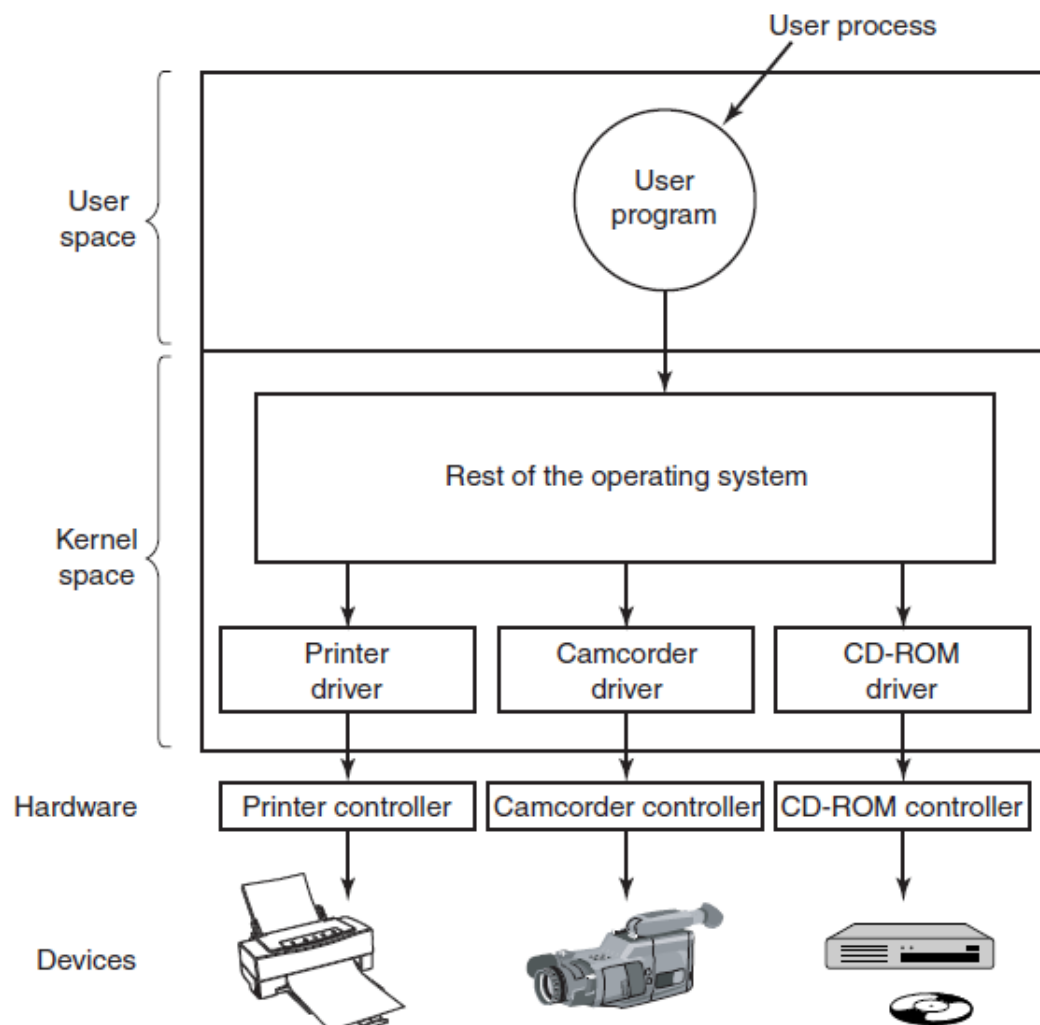 User process
User
program
User
space
Rest of the operating system
Kernel
space
Printer
driver
Camcorder
driver
CD-ROM
driver
Hardware
Printer controller
Camcorder controller
CD-ROM controller
Devices